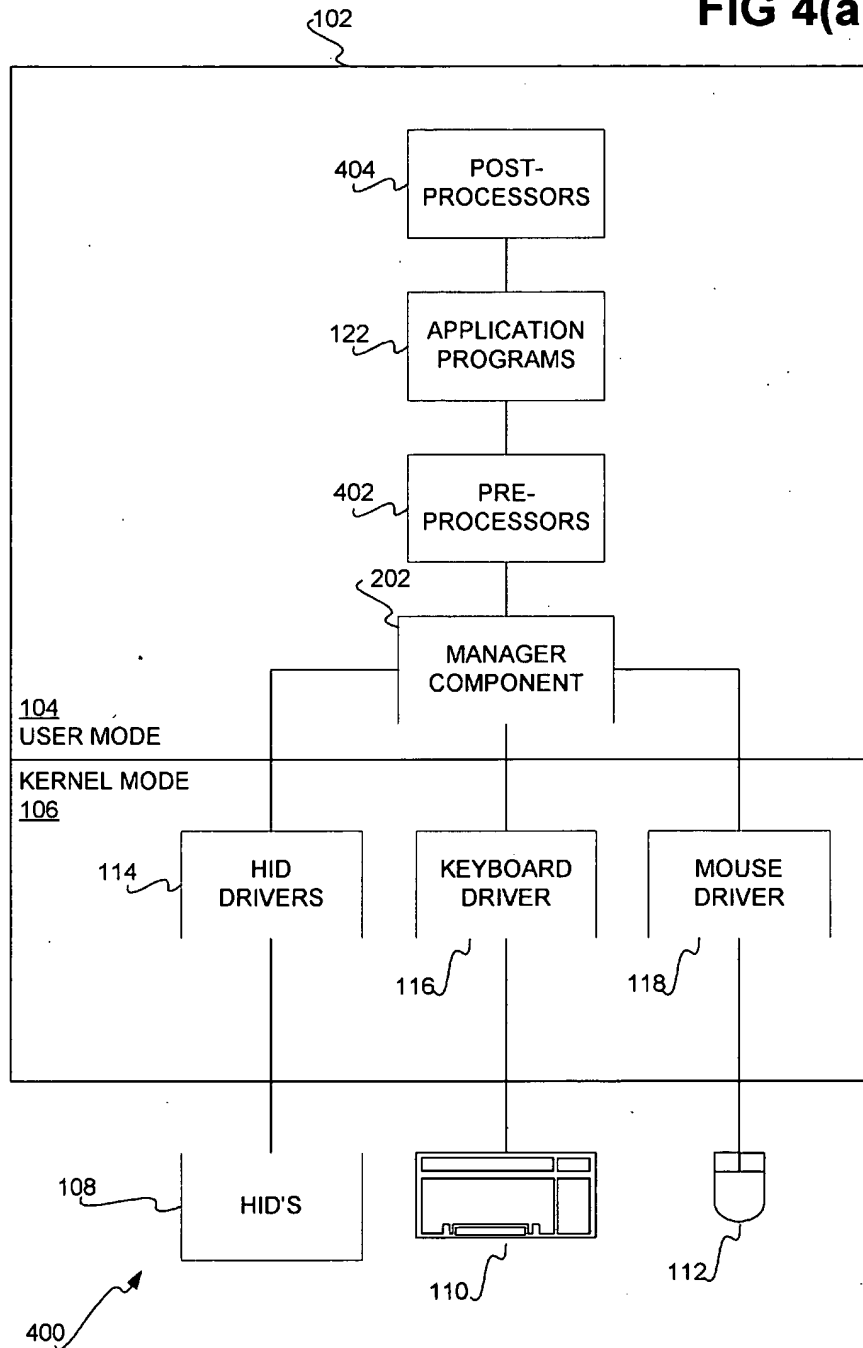 FIG 4(a
102
404
POST-
PROCESSORS
122
APPLICATION
PROGRAMS
402
PRE-
PROCESSORS
202
MANAGER
COMPONENT
104
USER MODE
KERNEL MODE
106
114
HID
DRIVERS
KEYBOARD
DRIVER
MOUSE
DRIVER
116
118
108
HID'S
110
112
400